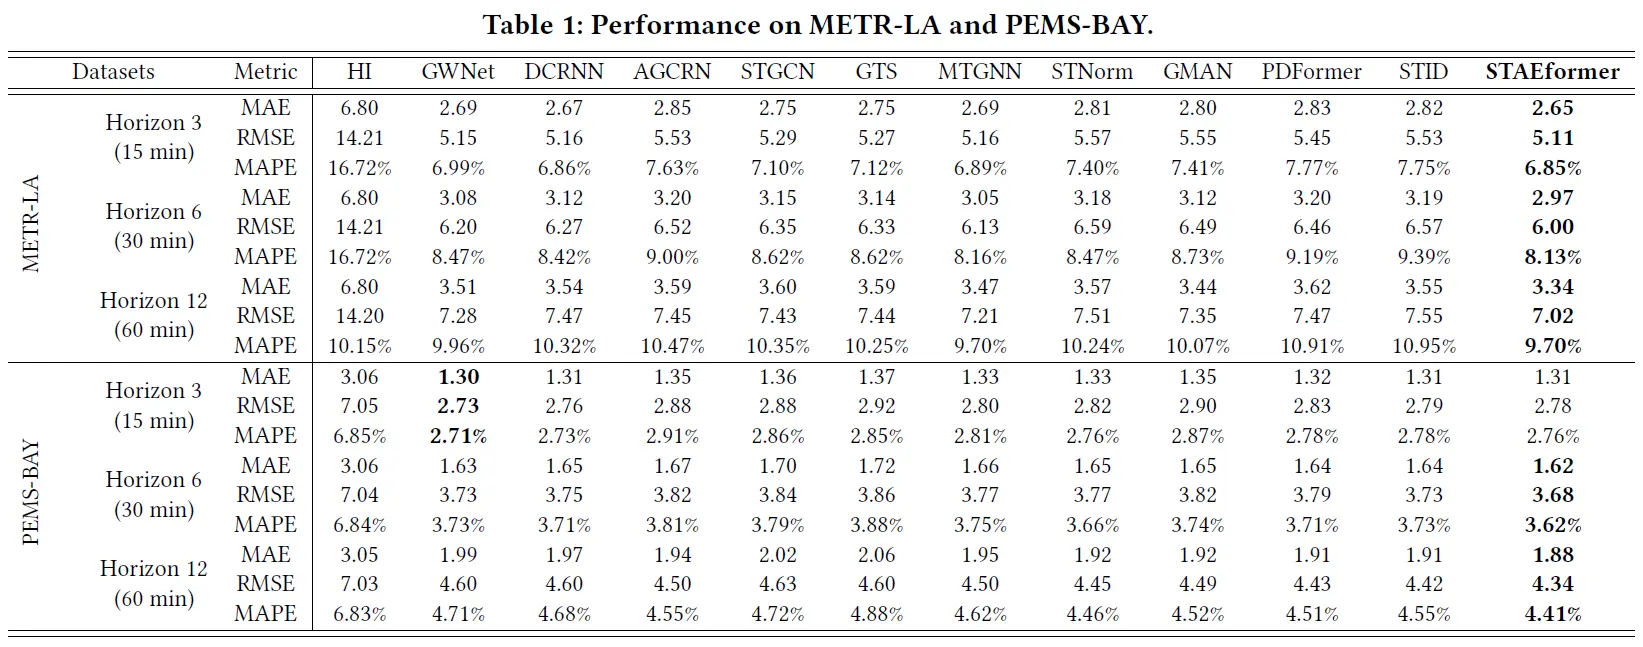 Table 1: Performance on METR-LA and PEMS-BAY.
Datasets Metric HI GWNet DCRNN AGCRN STGCN GTS MTGNN STNorm GMAN PDFormer STID STAEformer
METR-LA
Horizon 3
(15 min)
MAE 6.80 2.69 2.67 2.85 2.75 2.75 2.69 2.81 2.80 2.83 2.82 2.65
RMSE 14.21 5.15 5.16 5.53 5.29 5.27 5.16 5.57 5.55 5.45 5.53 5.11
MAPE 16.72% 6.99% 6.86% 7.63% 7.10% 7.12% 6.89% 7.40% 7.41% 7.77% 7.75% 6.85%
Horizon 6
(30 min)
MAE 6.80 3.08 3.12 3.20 3.15 3.14 3.05 3.18 3.12 3.20 3.19 2.97
RMSE 14.21 6.20 6.27 6.52 6.35 6.33 6.13 6.59 6.49 6.46 6.57 6.00
MAPE 16.72% 8.47% 8.42% 9.00% 8.62% 8.62% 8.16% 8.47% 8.73% 9.19% 9.39% 8.13%
Horizon 12
(60 min)
MAE 6.80 3.51 3.54 3.59 3.60 3.59 3.47 3.57 3.44 3.62 3.55 3.34
RMSE 14.20 7.28 7.47 7.45 7.43 7.44 7.21 7.51 7.35 7.47 7.55 7.02
MAPE 10.15% 9.96% 10.32% 10.47% 10.35% 10.25% 9.70% 10.24% 10.07% 10.91% 10.95% 9.70%
PEMS-BAY
Horizon 3
(15 min)
MAE 3.06 1.30 1.31 1.35 1.36 1.37 1.33 1.33 1.35 1.32 1.31 1.31
RMSE 7.05 2.73 2.76 2.88 2.88 2.92 2.80 2.82 2.90 2.83 2.79 2.78
MAPE 6.85% 2.71% 2.73% 2.91% 2.86% 2.85% 2.81% 2.76% 2.87% 2.78% 2.78% 2.76%
Horizon 6
(30 min)
MAE 3.06 1.63 1.65 1.67 1.70 1.72 1.66 1.65 1.65 1.64 1.64 1.62
RMSE 7.04 3.73 3.75 3.82 3.84 3.86 3.77 3.77 3.82 3.79 3.73 3.68
MAPE 6.84% 3.73% 3.71% 3.81% 3.79% 3.88% 3.75% 3.66% 3.74% 3.71% 3.73% 3.62%
Horizon 12
(60 min)
MAE 3.05 1.99 1.97 1.94 2.02 2.06 1.95 1.92 1.92 1.91 1.91 1.88
RMSE 7.03 4.60 4.60 4.50 4.63 4.60 4.50 4.45 4.49 4.43 4.42 4.34
MAPE 6.83% 4.71% 4.68% 4.55% 4.72% 4.88% 4.62% 4.46% 4.52% 4.51% 4.55% 4.41%